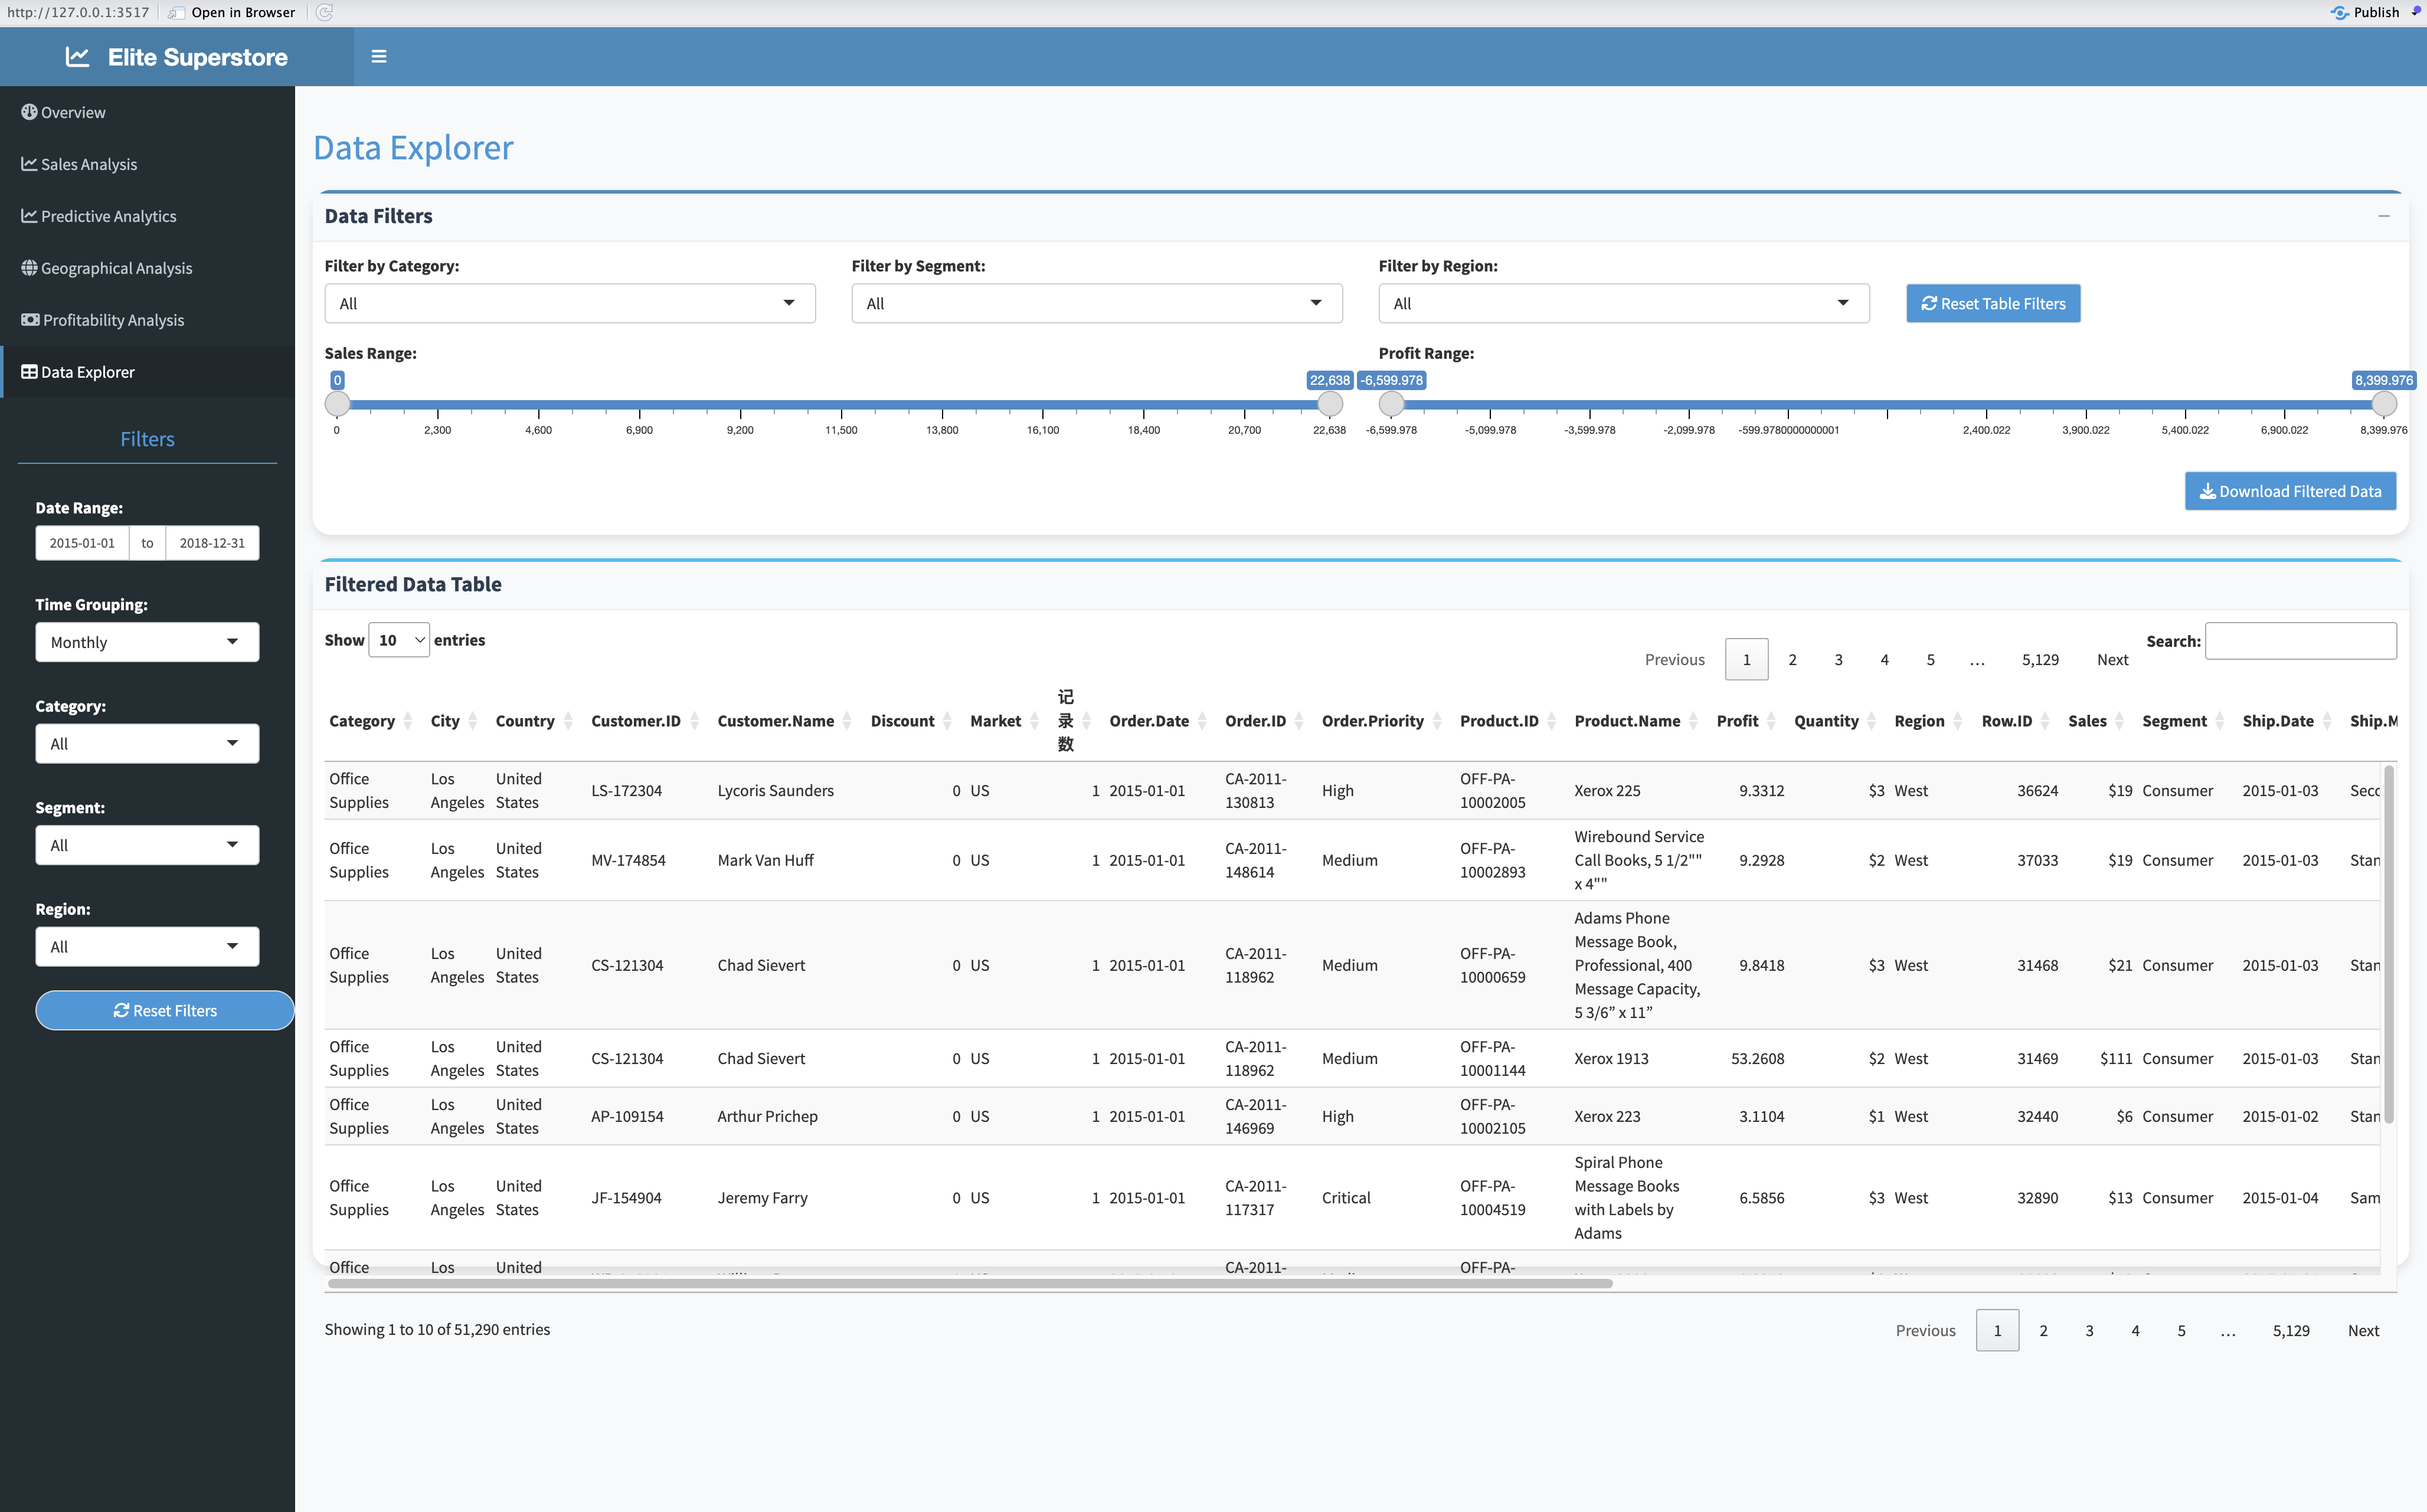 http://127.0.0.1:3517 Open in Browser Publish
Elite Superstore
Overview
Sales Analysis
Predictive Analytics
Geographical Analysis
Profitability Analysis
Data Explorer
Filters
Date Range:
2015-01-01 to 2018-12-31
Time Grouping:
Monthly
Category:
All
Segment:
All
Region:
All
Reset Filters
Data Explorer
Data Filters
Filter by Category: Filter by Segment: Filter by Region:
All All All Reset Table Filters
Sales Range: Profit Range:
0 22,638 -6,599.978 8,399.976
0 2,300 4,600 6,900 9,200 11,500 13,800 16,100 18,400 20,700 22,638 -6,599.978 -5,099.978 -3,599.978 -2,099.978 -599.9780000000001 2,400.022 3,900.022 5,400.022 6,900.022 8,399.976
Download Filtered Data
Filtered Data Table
Show 10 entries
Previous 1 2 3 4 5 … 5,129 Next Search:
Category City Country Customer.ID Customer.Name Discount Market 记录数 Order.Date Order.ID Order.Priority Product.ID Product.Name Profit Quantity Region Row.ID Sales Segment Ship.Date Ship.M
Office Supplies Los Angeles United States LS-172304 Lycoris Saunders 0 US 1 2015-01-01 CA-2011-130813 High OFF-PA-10002005 Xerox 225 9.3312 $3 West 36624 $19 Consumer 2015-01-03 Sec
Office Supplies Los Angeles United States MV-174854 Mark Van Huff 0 US 1 2015-01-01 CA-2011-148614 Medium OFF-PA-10002893 Wirebound Service Call Books, 5 1/2"" x 4"" 9.2928 $2 West 37033 $19 Consumer 2015-01-03 Stan
Office Supplies Los Angeles United States CS-121304 Chad Sievert 0 US 1 2015-01-01 CA-2011-118962 Medium OFF-PA-10000659 Adams Phone Message Book, Professional, 400 Message Capacity, 5 3/6” x 11” 9.8418 $3 West 31468 $21 Consumer 2015-01-03 Stan
Office Supplies Los Angeles United States CS-121304 Chad Sievert 0 US 1 2015-01-01 CA-2011-118962 Medium OFF-PA-10001144 Xerox 1913 53.2608 $2 West 31469 $111 Consumer 2015-01-03 Stan
Office Supplies Los Angeles United States AP-109154 Arthur Prichep 0 US 1 2015-01-01 CA-2011-146969 High OFF-PA-10002105 Xerox 223 3.1104 $1 West 32440 $6 Consumer 2015-01-02 Stan
Office Supplies Los Angeles United States JF-154904 Jeremy Farry 0 US 1 2015-01-01 CA-2011-117317 Critical OFF-PA-10004519 Spiral Phone Message Books with Labels by Adams 6.5856 $3 West 32890 $13 Consumer 2015-01-04 Sam
Office Los United CA-2011- OFF-PA-
Showing 1 to 10 of 51,290 entries
Previous 1 2 3 4 5 … 5,129 Next